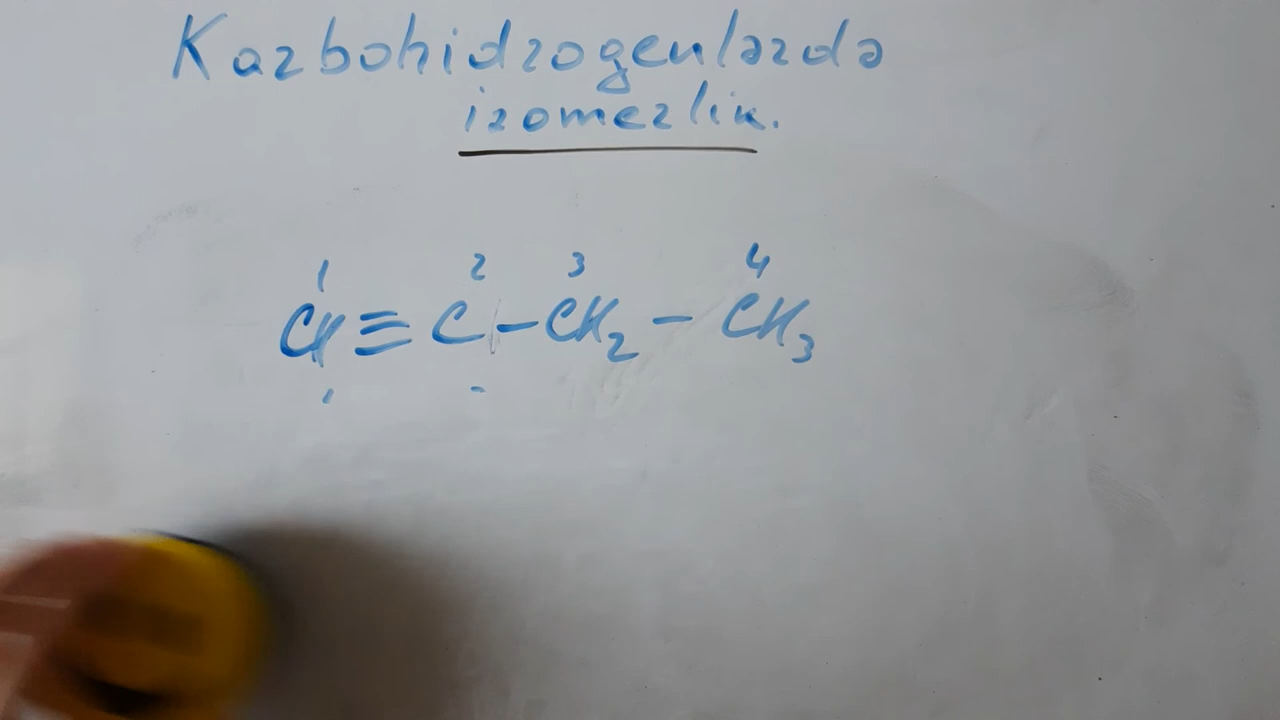 Karbohidrogenlərdə
izomerlik.
1 2 3 4
CH≡C-CH₂-CH₃